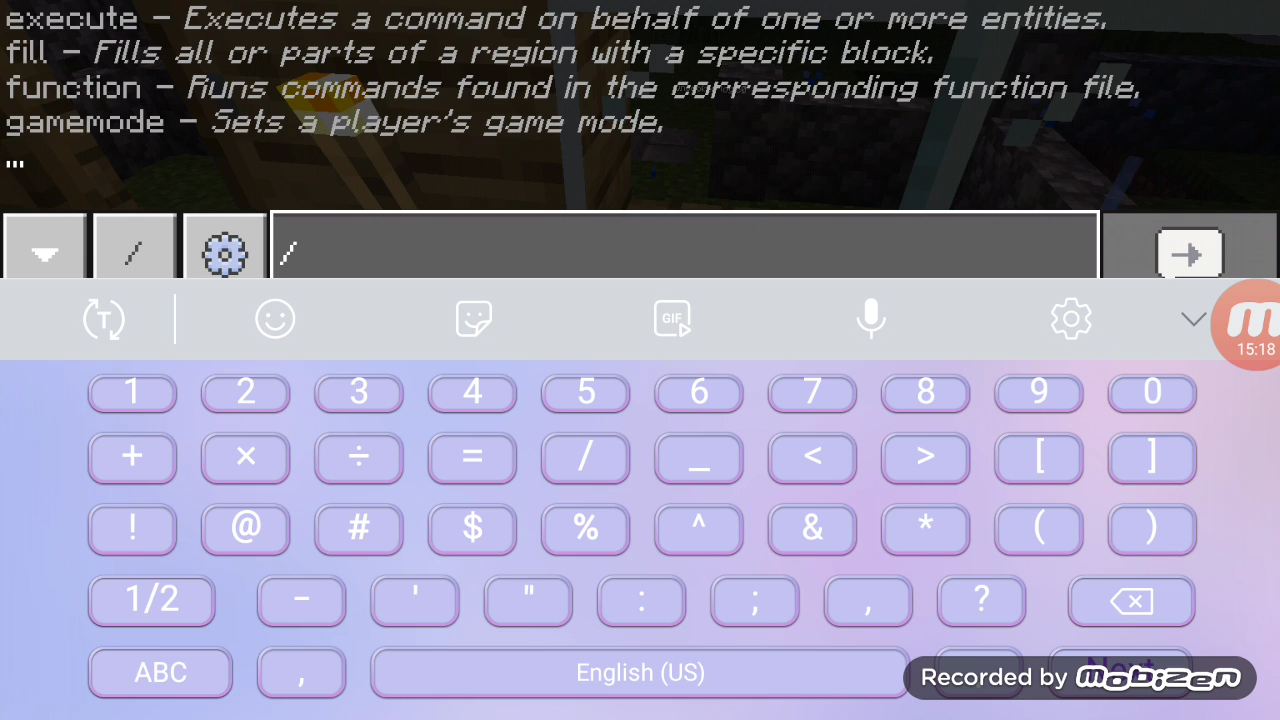 execute - Executes a command on behalf of one or more entities.
fill - Fills all or parts of a region with a specific block.
function - Runs commands found in the corresponding function file.
gamemode - Sets a player's game mode.
...
/ /
T GIF
15:18
1 2 3 4 5 6 7 8 9 0
+ × ÷ = / _ < > [ ]
! @ # $ % ^ & * ( )
1/2 - ' " : ; , ?
ABC , English (US) Next
Recorded by mobizen